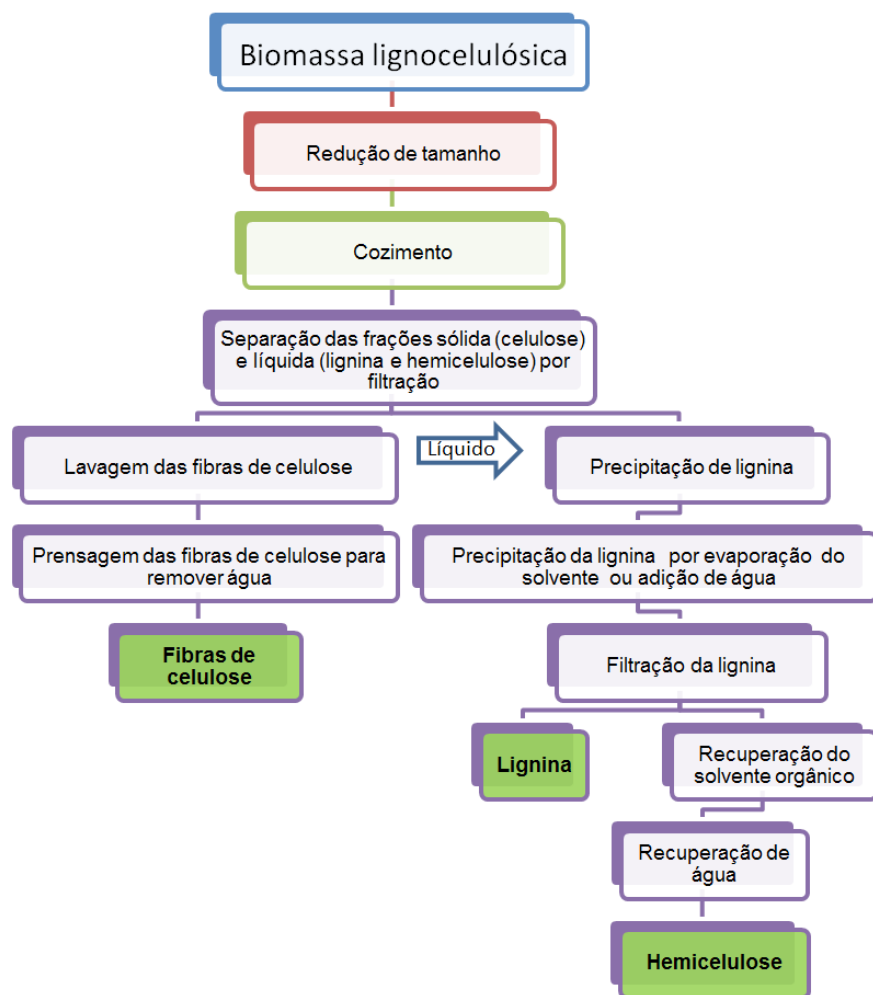 Biomassa lignocelulósica
Redução de tamanho
Cozimento
Separação das frações sólida (celulose)
e líquida (lignina e hemicelulose) por
filtração
Lavagem das fibras de celulose
Líquido
Precipitação de lignina
Prensagem das fibras de celulose para
remover água
Precipitação da lignina por evaporação do
solvente ou adição de água
Fibras de
celulose
Filtração da lignina
Lignina
Recuperação do
solvente orgânico
Recuperação de
água
Hemicelulose